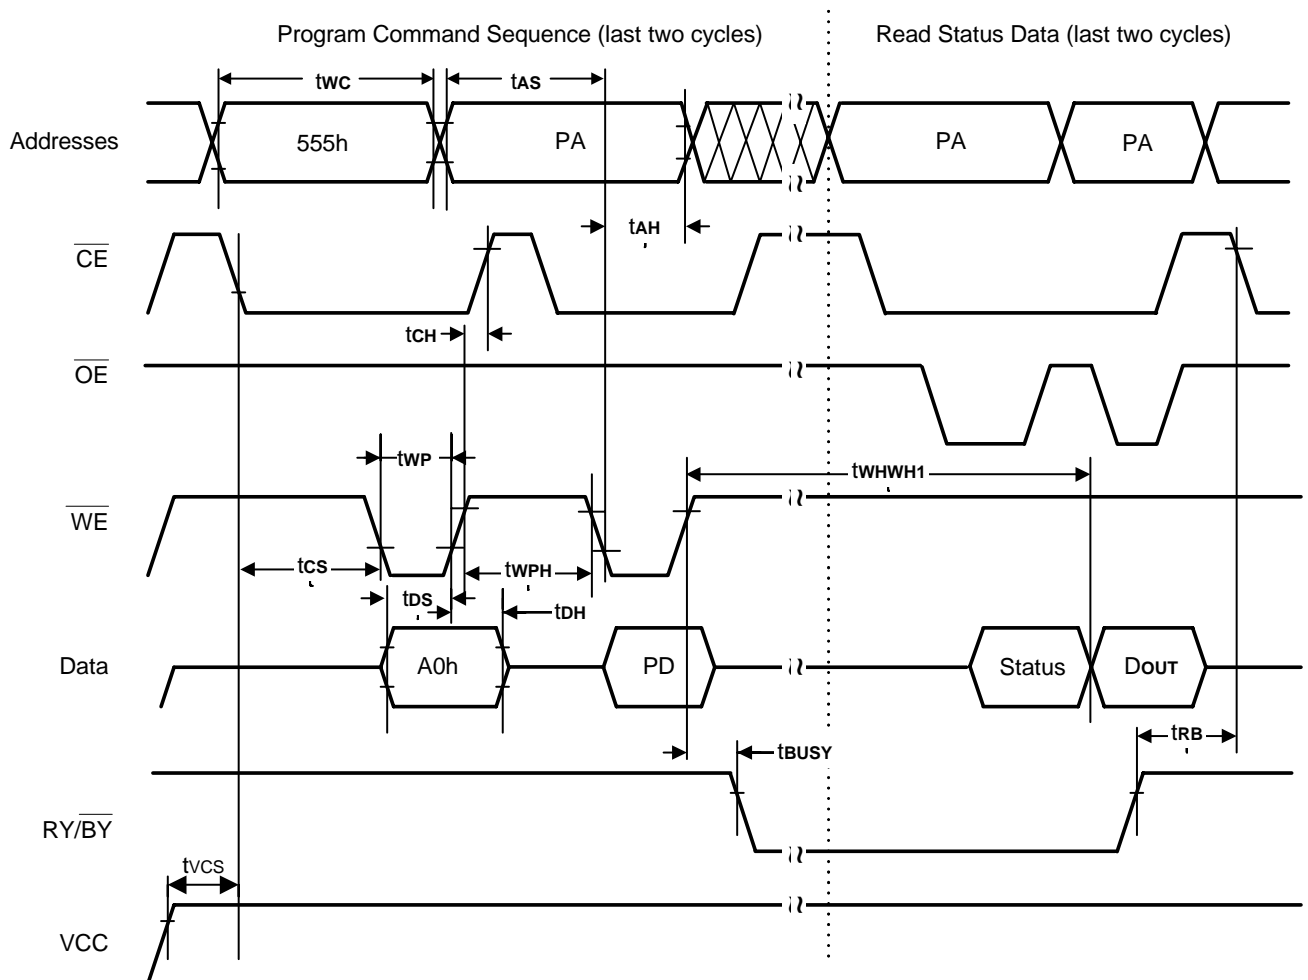 Program Command Sequence (last two cycles)
Read Status Data (last two cycles)
tWC
tAS
Addresses
555h
PA
PA
PA
tAH
CE
tCH
OE
tWP
tWHWH1
WE
tCS
tWPH
tDS
tDH
Data
A0h
PD
Status
DOUT
tRB
tBUSY
RY/BY
tVCS
VCC